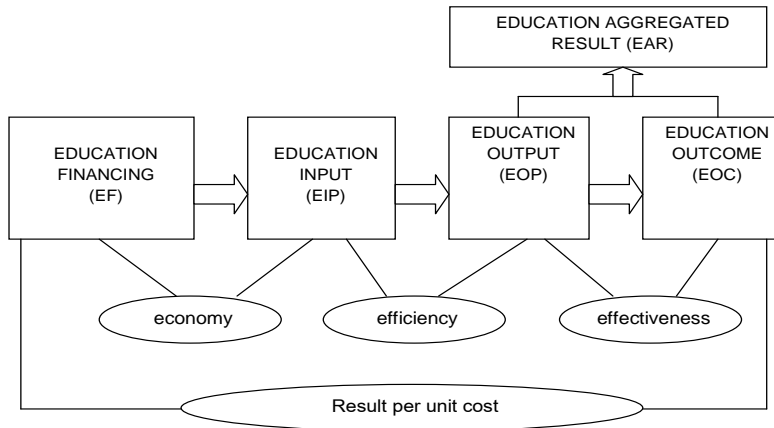 EDUCATION AGGREGATED
RESULT (EAR)
EDUCATION
FINANCING
(EF)
EDUCATION
INPUT
(EIP)
EDUCATION
OUTPUT
(EOP)
EDUCATION
OUTCOME
(EOC)
economy
efficiency
effectiveness
Result per unit cost